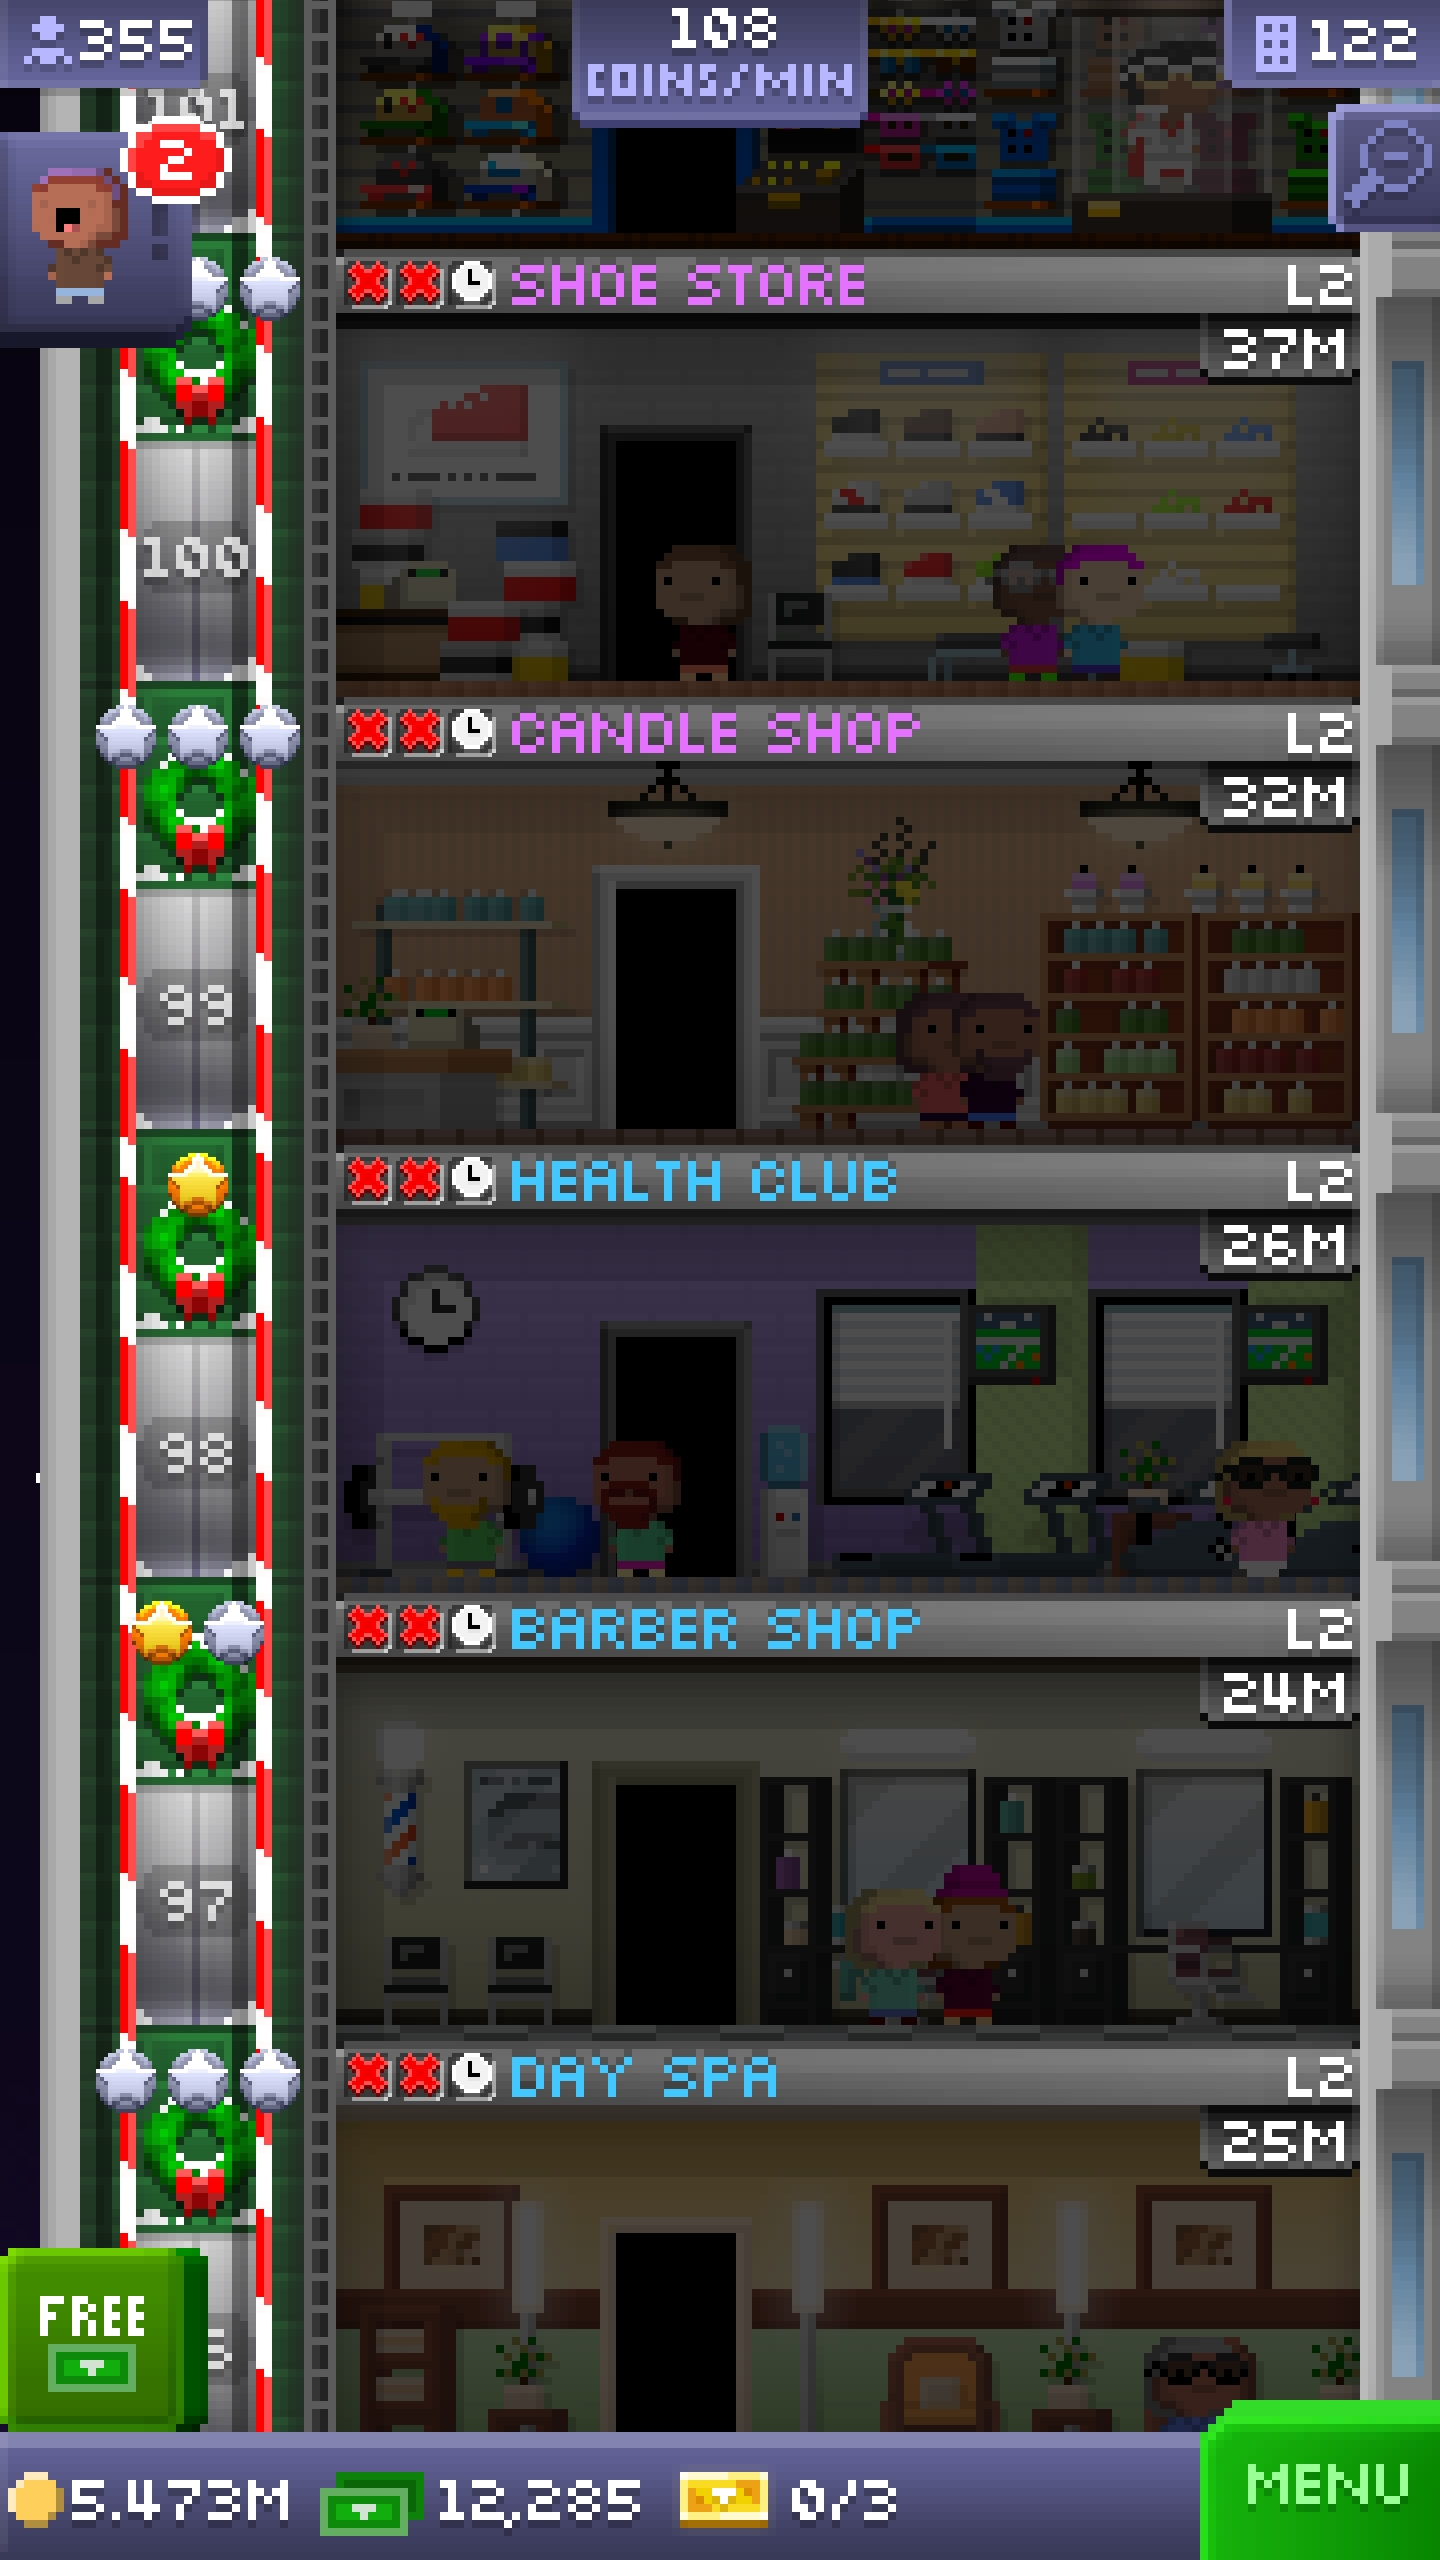 355
108
COINS/MIN
122
101
2
SHOE STORE L2
37M
100
CANDLE SHOP L2
32M
99
HEALTH CLUB L2
26M
98
BARBER SHOP L2
24M
97
DAY SPA L2
25M
FREE
5.473M 12,285 0/3
MENU